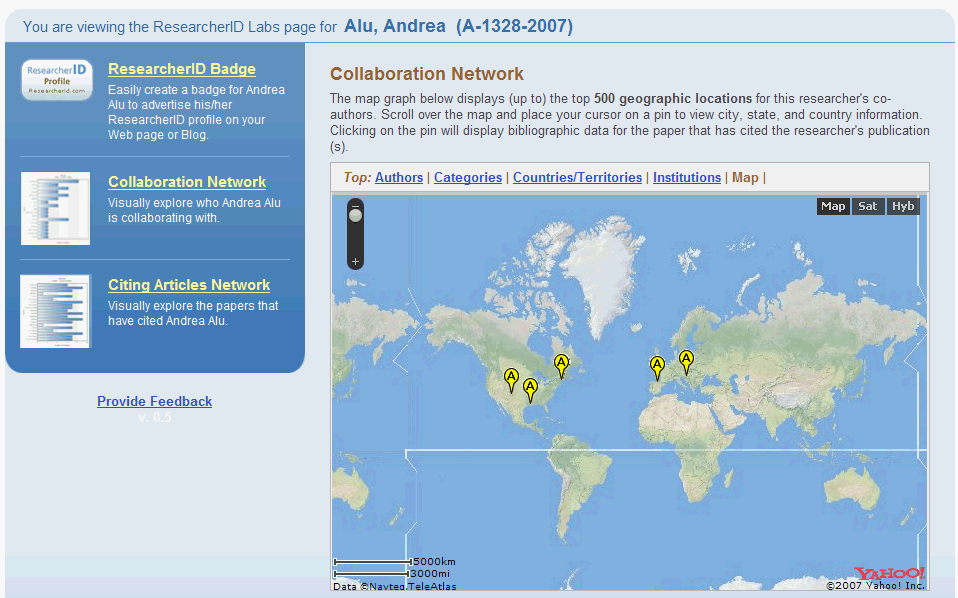 You are viewing the ResearcherID Labs page for Alu, Andrea (A-1328-2007)
ResearcherID
Profile
Researcherid.com
ResearcherID Badge
Easily create a badge for Andrea
Alu to advertise his/her
ResearcherID profile on your
Web page or Blog.
Collaboration Network
Visually explore who Andrea Alu
is collaborating with.
Citing Articles Network
Visually explore the papers that
have cited Andrea Alu.
Provide Feedback
v. 0.5
Collaboration Network
The map graph below displays (up to) the top 500 geographic locations for this researcher's co-
authors. Scroll over the map and place your cursor on a pin to view city, state, and country information.
Clicking on the pin will display bibliographic data for the paper that has cited the researcher's publication
(s).
Top: Authors | Categories | Countries/Territories | Institutions | Map |
− Map Sat Hyb
+
A A A A A
5000km
3000mi
YAHOO!
Data ©Navteq,TeleAtlas ©2007 Yahoo! Inc.